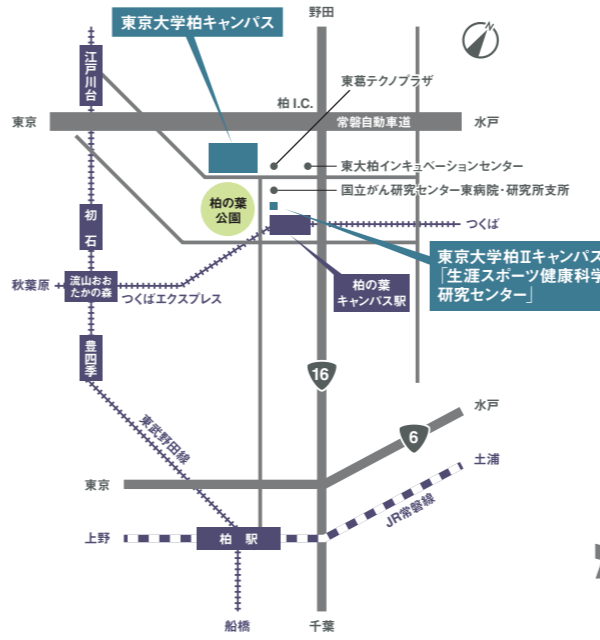 野田
東京大学柏キャンパス
江戸川台
東葛テクノプラザ
柏I.C.
東京
常磐自動車道
水戸
東大柏インキュベーションセンター
国立がん研究センター東病院・研究所支所
柏の葉
公園
初石
つくば
東京大学柏Ⅱキャンパス
「生涯スポーツ健康科学
研究センター」
柏の葉
キャンパス駅
秋葉原
流山おお
たかの森
つくばエクスプレス
豊四季
16
水戸
6
東武野田線
土浦
東京
JR常磐線
上野
柏駅
船橋
千葉